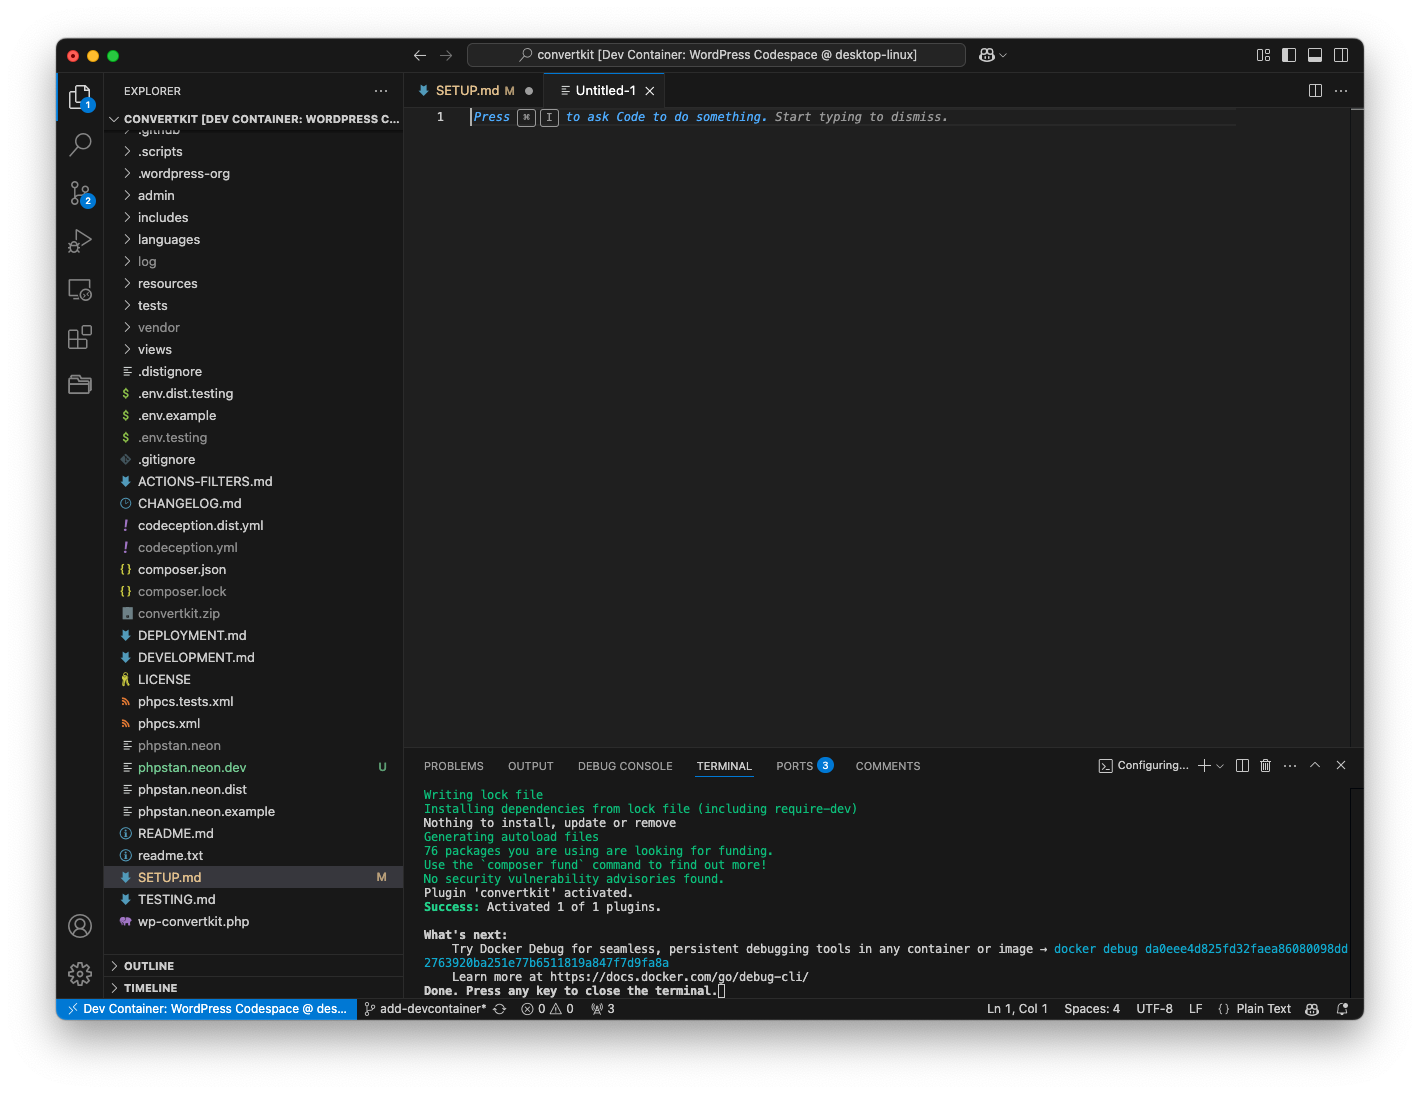 convertkit [Dev Container: WordPress Codespace @ desktop-linux]
1
2
EXPLORER
CONVERTKIT [DEV CONTAINER: WORDPRESS C...
.github
.scripts
.wordpress-org
admin
includes
languages
log
resources
tests
vendor
views
.distignore
$ .env.dist.testing
$ .env.example
$ .env.testing
.gitignore
ACTIONS-FILTERS.md
CHANGELOG.md
! codeception.dist.yml
! codeception.yml
{} composer.json
{} composer.lock
convertkit.zip
DEPLOYMENT.md
DEVELOPMENT.md
LICENSE
phpcs.tests.xml
phpcs.xml
phpstan.neon
phpstan.neon.dev U
phpstan.neon.dist
phpstan.neon.example
README.md
readme.txt
SETUP.md M
TESTING.md
wp-convertkit.php
OUTLINE
TIMELINE
SETUP.md M
Untitled-1
1 Press ⌘ I to ask Code to do something. Start typing to dismiss.
PROBLEMS OUTPUT DEBUG CONSOLE TERMINAL PORTS 3 COMMENTS
Configuring...
Writing lock file
Installing dependencies from lock file (including require-dev)
Nothing to install, update or remove
Generating autoload files
76 packages you are using are looking for funding.
Use the `composer fund` command to find out more!
No security vulnerability advisories found.
Plugin 'convertkit' activated.
Success: Activated 1 of 1 plugins.
What's next:
Try Docker Debug for seamless, persistent debugging tools in any container or image → docker debug da0eee4d825fd32faea86080098dd
2763920ba251e77b6511819a847f7d9fa8a
Learn more at https://docs.docker.com/go/debug-cli/
Done. Press any key to close the terminal.
Dev Container: WordPress Codespace @ des... add-devcontainer* 0 0 3 Ln 1, Col 1 Spaces: 4 UTF-8 LF {} Plain Text